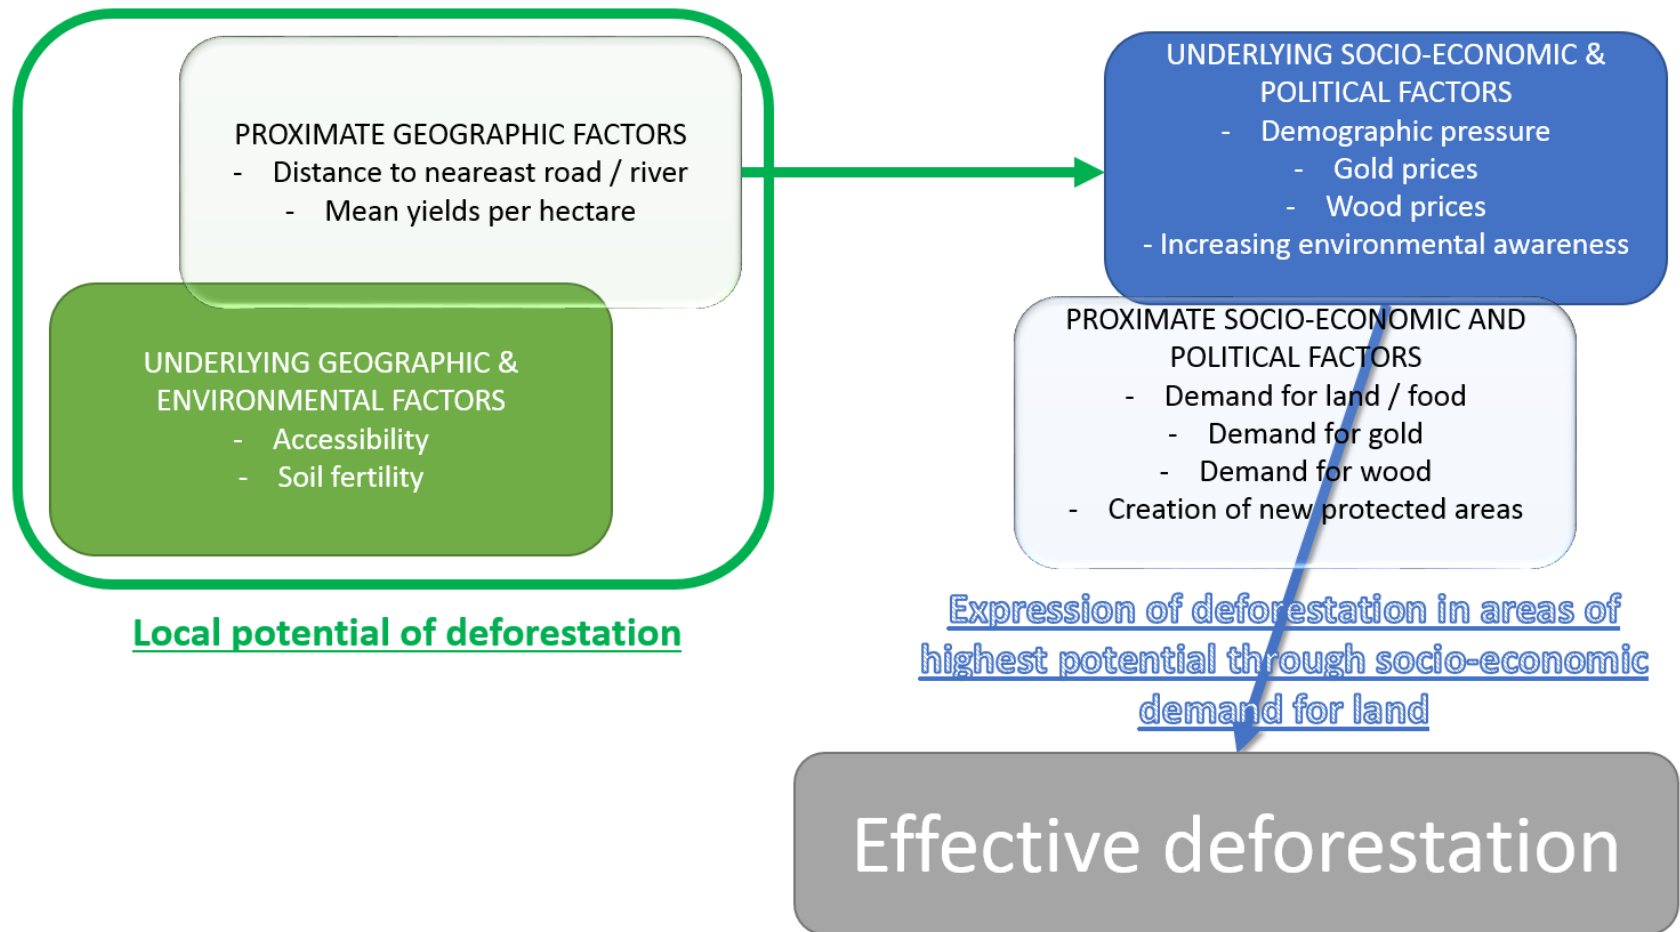 PROXIMATE GEOGRAPHIC FACTORS
- Distance to neareast road / river
- Mean yields per hectare
UNDERLYING GEOGRAPHIC &
ENVIRONMENTAL FACTORS
- Accessibility
- Soil fertility
Local potential of deforestation
UNDERLYING SOCIO-ECONOMIC &
POLITICAL FACTORS
- Demographic pressure
- Gold prices
- Wood prices
- Increasing environmental awareness
PROXIMATE SOCIO-ECONOMIC AND
POLITICAL FACTORS
- Demand for land / food
- Demand for gold
- Demand for wood
- Creation of new protected areas
Expression of deforestation in areas of
highest potential through socio-economic
demand for land
Effective deforestation